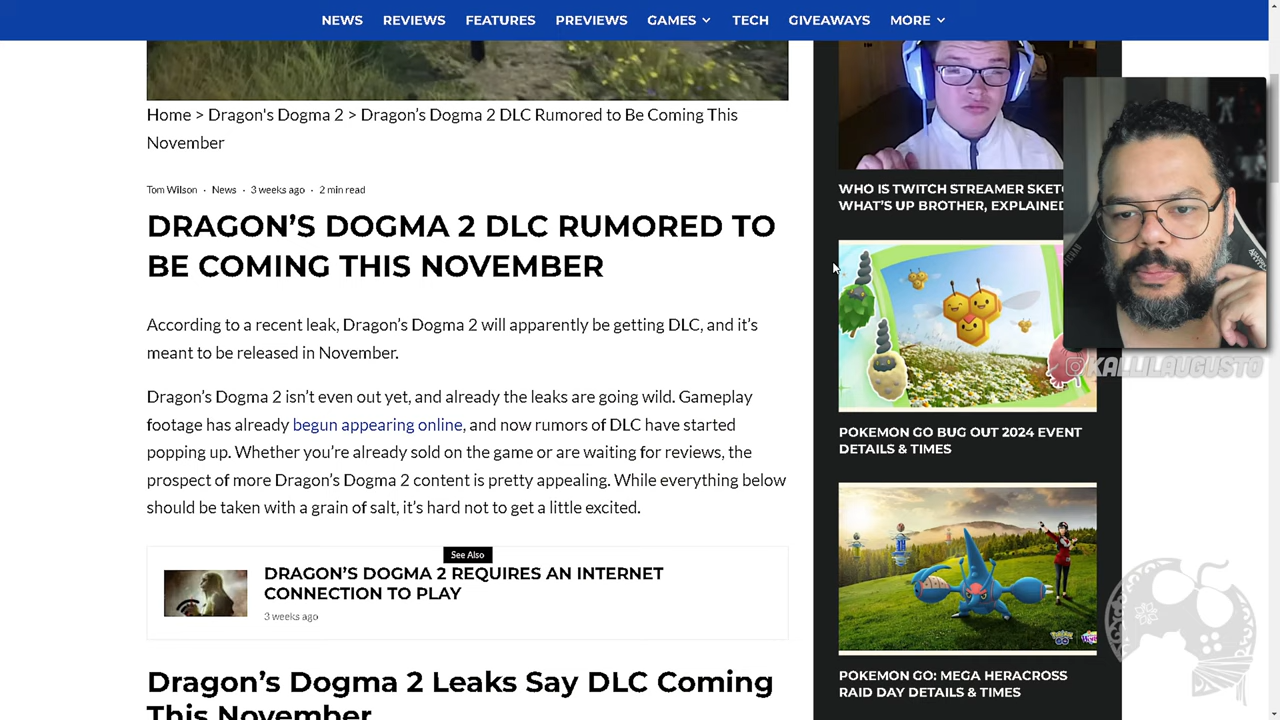 NEWS REVIEWS FEATURES PREVIEWS GAMES TECH GIVEAWAYS MORE
Home > Dragon's Dogma 2 > Dragon's Dogma 2 DLC Rumored to Be Coming This
November
Tom Wilson · News · 3 weeks ago · 2 min read
DRAGON'S DOGMA 2 DLC RUMORED TO
BE COMING THIS NOVEMBER
According to a recent leak, Dragon's Dogma 2 will apparently be getting DLC, and it's
meant to be released in November.
Dragon's Dogma 2 isn't even out yet, and already the leaks are going wild. Gameplay
footage has already begun appearing online, and now rumors of DLC have started
popping up. Whether you're already sold on the game or are waiting for reviews, the
prospect of more Dragon's Dogma 2 content is pretty appealing. While everything below
should be taken with a grain of salt, it's hard not to get a little excited.
See Also
DRAGON'S DOGMA 2 REQUIRES AN INTERNET
CONNECTION TO PLAY
3 weeks ago
Dragon's Dogma 2 Leaks Say DLC Coming
This November
WHO IS TWITCH STREAMER SKET
WHAT'S UP BROTHER, EXPLAINED
@KALLILAUGUSTO
POKEMON GO BUG OUT 2024 EVENT
DETAILS & TIMES
POKEMON GO: MEGA HERACROSS
RAID DAY DETAILS & TIMES